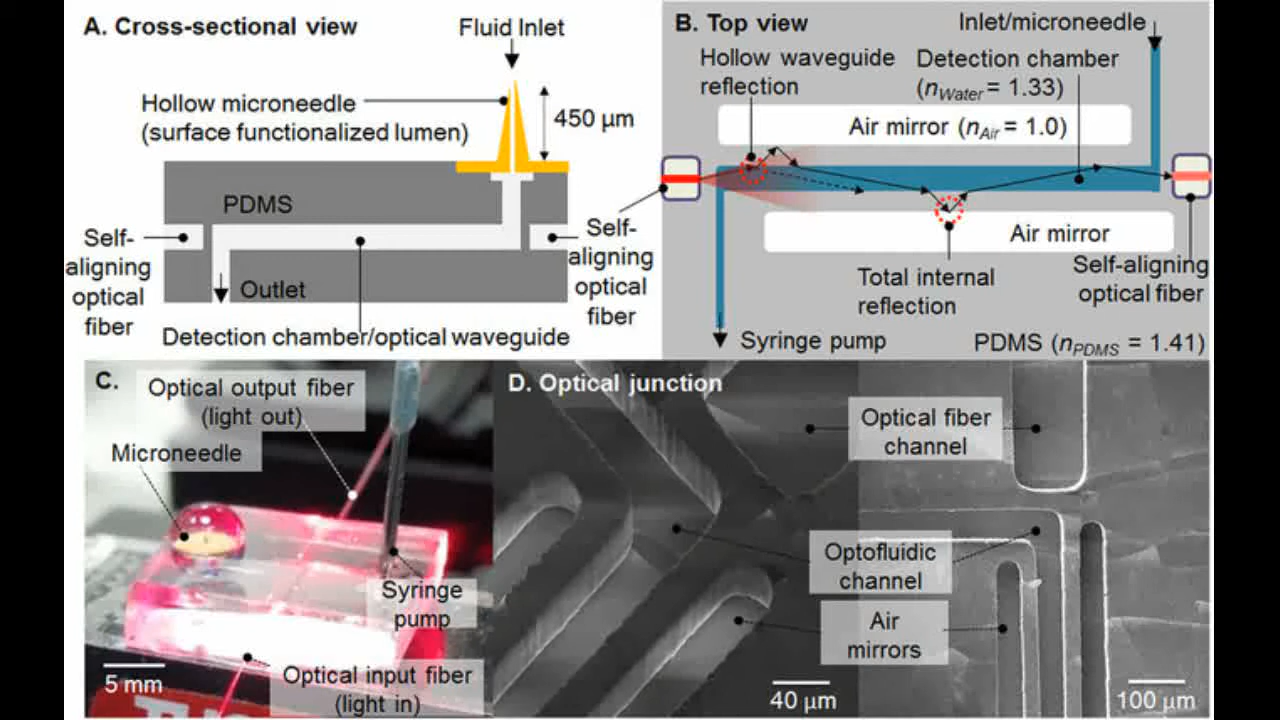 A. Cross-sectional view
Fluid Inlet
Hollow microneedle
(surface functionalized lumen)
450 µm
PDMS
Self-
aligning
optical
fiber
Outlet
Self-
aligning
optical
fiber
Detection chamber/optical waveguide
B. Top view
Inlet/microneedle
Hollow waveguide
reflection
Detection chamber
(nWater = 1.33)
Air mirror (nAir = 1.0)
Air mirror
Total internal
reflection
Self-aligning
optical fiber
Syringe pump
PDMS (nPDMS = 1.41)
C.
Optical output fiber
(light out)
Microneedle
Syringe
pump
Optical input fiber
(light in)
5 mm
D. Optical junction
Optical fiber
channel
Optofluidic
channel
Air
mirrors
40 µm
100 µm